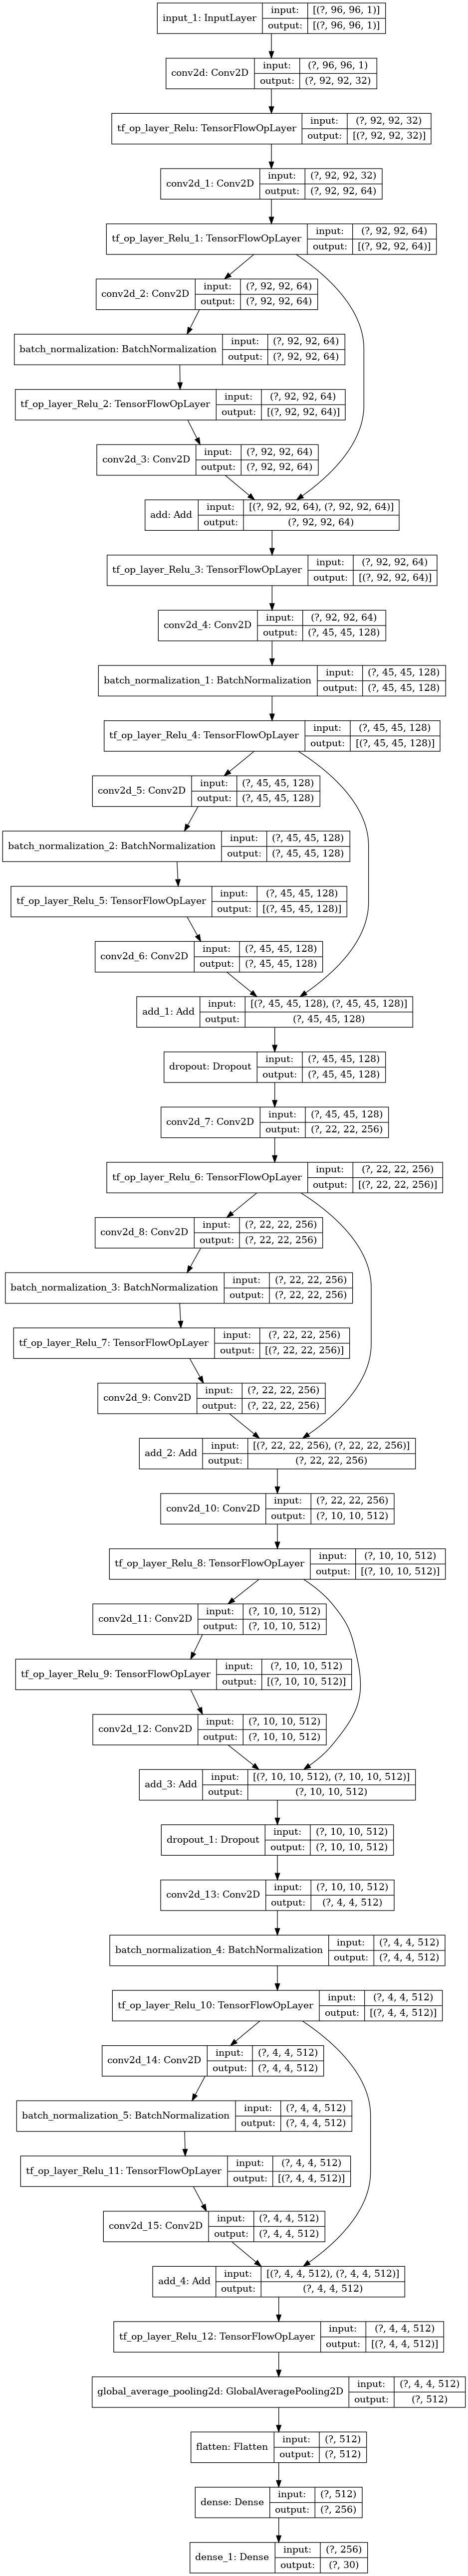 input_1: InputLayer input: [(?, 96, 96, 1)]
output: [(?, 96, 96, 1)]
conv2d: Conv2D input: (?, 96, 96, 1)
output: (?, 92, 92, 32)
tf_op_layer_Relu: TensorFlowOpLayer input: (?, 92, 92, 32)
output: [(?, 92, 92, 32)]
conv2d_1: Conv2D input: (?, 92, 92, 32)
output: (?, 92, 92, 64)
tf_op_layer_Relu_1: TensorFlowOpLayer input: (?, 92, 92, 64)
output: [(?, 92, 92, 64)]
conv2d_2: Conv2D input: (?, 92, 92, 64)
output: (?, 92, 92, 64)
batch_normalization: BatchNormalization input: (?, 92, 92, 64)
output: (?, 92, 92, 64)
tf_op_layer_Relu_2: TensorFlowOpLayer input: (?, 92, 92, 64)
output: [(?, 92, 92, 64)]
conv2d_3: Conv2D input: (?, 92, 92, 64)
output: (?, 92, 92, 64)
add: Add input: [(?, 92, 92, 64), (?, 92, 92, 64)]
output: (?, 92, 92, 64)
tf_op_layer_Relu_3: TensorFlowOpLayer input: (?, 92, 92, 64)
output: [(?, 92, 92, 64)]
conv2d_4: Conv2D input: (?, 92, 92, 64)
output: (?, 45, 45, 128)
batch_normalization_1: BatchNormalization input: (?, 45, 45, 128)
output: (?, 45, 45, 128)
tf_op_layer_Relu_4: TensorFlowOpLayer input: (?, 45, 45, 128)
output: [(?, 45, 45, 128)]
conv2d_5: Conv2D input: (?, 45, 45, 128)
output: (?, 45, 45, 128)
batch_normalization_2: BatchNormalization input: (?, 45, 45, 128)
output: (?, 45, 45, 128)
tf_op_layer_Relu_5: TensorFlowOpLayer input: (?, 45, 45, 128)
output: [(?, 45, 45, 128)]
conv2d_6: Conv2D input: (?, 45, 45, 128)
output: (?, 45, 45, 128)
add_1: Add input: [(?, 45, 45, 128), (?, 45, 45, 128)]
output: (?, 45, 45, 128)
dropout: Dropout input: (?, 45, 45, 128)
output: (?, 45, 45, 128)
conv2d_7: Conv2D input: (?, 45, 45, 128)
output: (?, 22, 22, 256)
tf_op_layer_Relu_6: TensorFlowOpLayer input: (?, 22, 22, 256)
output: [(?, 22, 22, 256)]
conv2d_8: Conv2D input: (?, 22, 22, 256)
output: (?, 22, 22, 256)
batch_normalization_3: BatchNormalization input: (?, 22, 22, 256)
output: (?, 22, 22, 256)
tf_op_layer_Relu_7: TensorFlowOpLayer input: (?, 22, 22, 256)
output: [(?, 22, 22, 256)]
conv2d_9: Conv2D input: (?, 22, 22, 256)
output: (?, 22, 22, 256)
add_2: Add input: [(?, 22, 22, 256), (?, 22, 22, 256)]
output: (?, 22, 22, 256)
conv2d_10: Conv2D input: (?, 22, 22, 256)
output: (?, 10, 10, 512)
tf_op_layer_Relu_8: TensorFlowOpLayer input: (?, 10, 10, 512)
output: [(?, 10, 10, 512)]
conv2d_11: Conv2D input: (?, 10, 10, 512)
output: (?, 10, 10, 512)
tf_op_layer_Relu_9: TensorFlowOpLayer input: (?, 10, 10, 512)
output: [(?, 10, 10, 512)]
conv2d_12: Conv2D input: (?, 10, 10, 512)
output: (?, 10, 10, 512)
add_3: Add input: [(?, 10, 10, 512), (?, 10, 10, 512)]
output: (?, 10, 10, 512)
dropout_1: Dropout input: (?, 10, 10, 512)
output: (?, 10, 10, 512)
conv2d_13: Conv2D input: (?, 10, 10, 512)
output: (?, 4, 4, 512)
batch_normalization_4: BatchNormalization input: (?, 4, 4, 512)
output: (?, 4, 4, 512)
tf_op_layer_Relu_10: TensorFlowOpLayer input: (?, 4, 4, 512)
output: [(?, 4, 4, 512)]
conv2d_14: Conv2D input: (?, 4, 4, 512)
output: (?, 4, 4, 512)
batch_normalization_5: BatchNormalization input: (?, 4, 4, 512)
output: (?, 4, 4, 512)
tf_op_layer_Relu_11: TensorFlowOpLayer input: (?, 4, 4, 512)
output: [(?, 4, 4, 512)]
conv2d_15: Conv2D input: (?, 4, 4, 512)
output: (?, 4, 4, 512)
add_4: Add input: [(?, 4, 4, 512), (?, 4, 4, 512)]
output: (?, 4, 4, 512)
tf_op_layer_Relu_12: TensorFlowOpLayer input: (?, 4, 4, 512)
output: [(?, 4, 4, 512)]
global_average_pooling2d: GlobalAveragePooling2D input: (?, 4, 4, 512)
output: (?, 512)
flatten: Flatten input: (?, 512)
output: (?, 512)
dense: Dense input: (?, 512)
output: (?, 256)
dense_1: Dense input: (?, 256)
output: (?, 30)